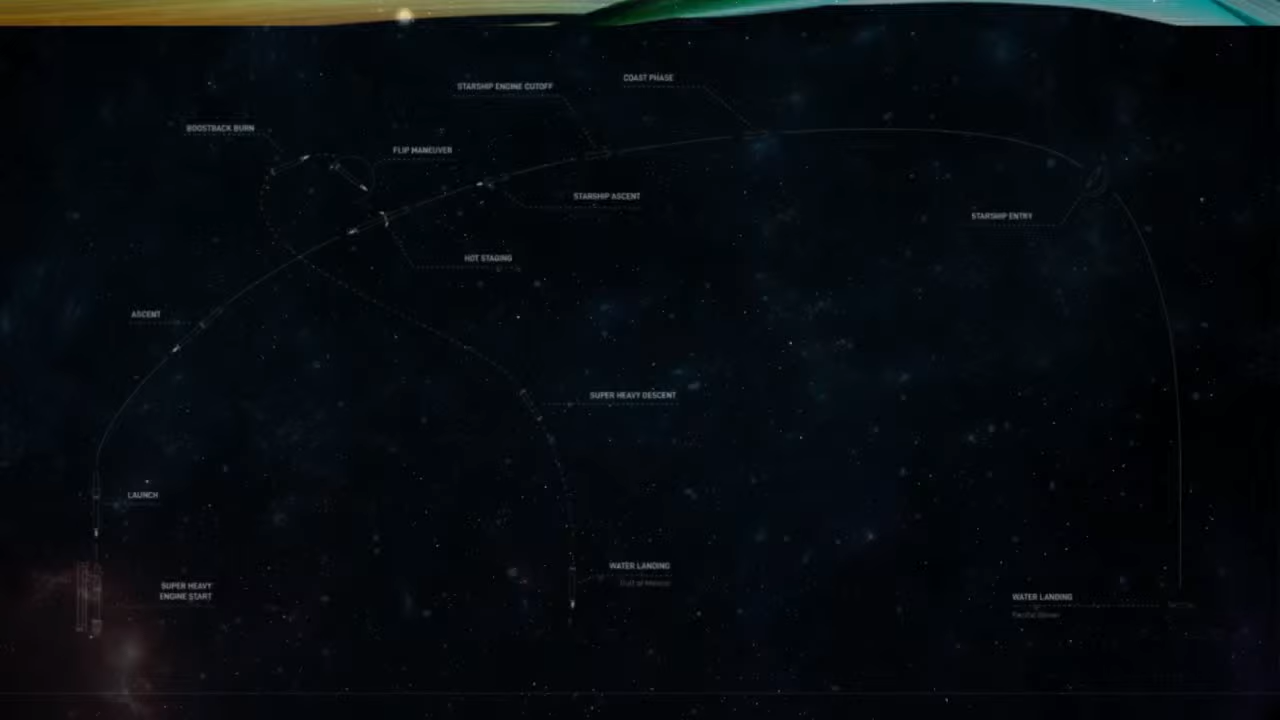 COAST PHASE
STARSHIP ENGINE CUTOFF
BOOSTBACK BURN
FLIP MANEUVER
STARSHIP ASCENT
STARSHIP ENTRY
HOT STAGING
ASCENT
SUPER HEAVY DESCENT
LAUNCH
WATER LANDING
Gulf of Mexico
SUPER HEAVY
ENGINE START
WATER LANDING
Pacific Ocean